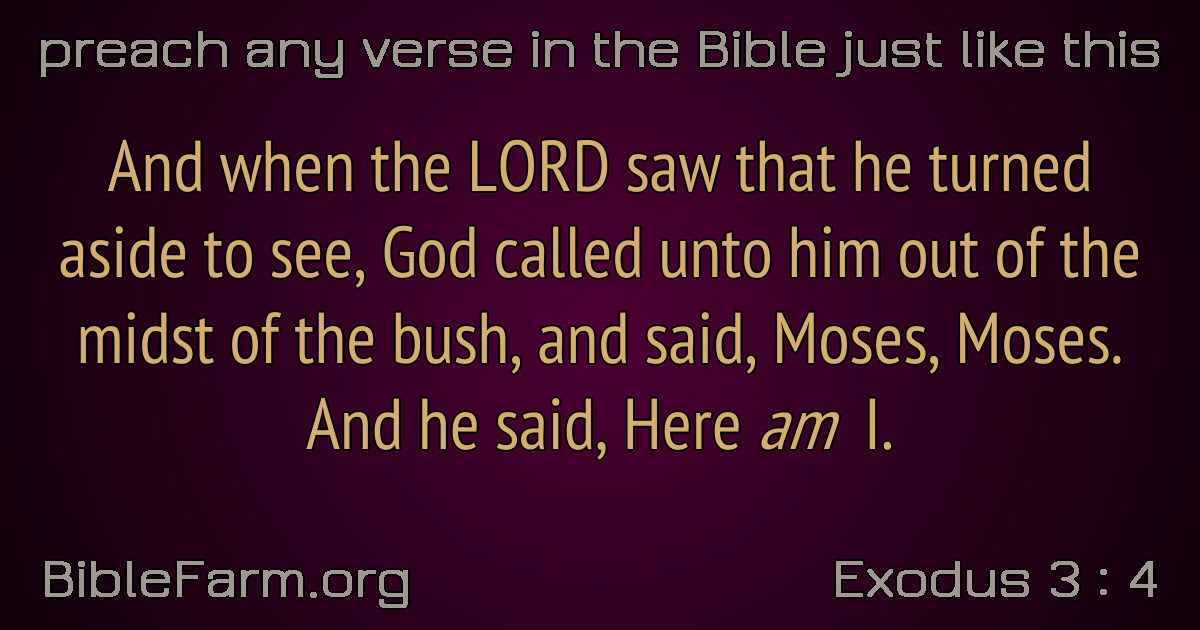 preach any verse in the Bible just like this
And when the LORD saw that he turned
aside to see, God called unto him out of the
midst of the bush, and said, Moses, Moses.
And he said, Here am I.
BibleFarm.org
Exodus 3 : 4